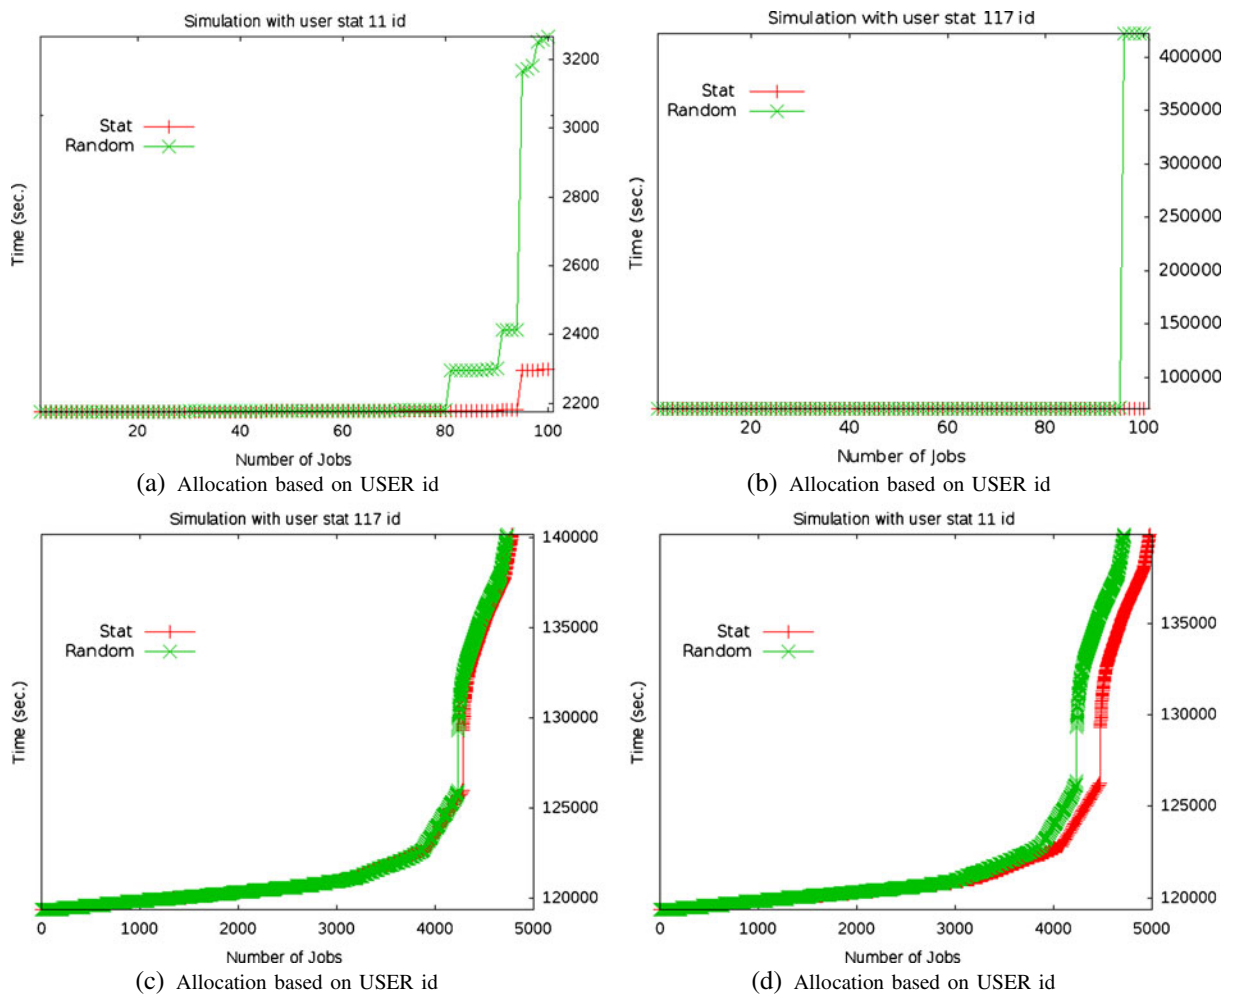 Simulation with user stat 11 id
3200
3000
2800
2600
2400
2200
Stat
Random
Time (sec.)
20 40 60 80 100
Number of Jobs
(a) Allocation based on USER id
Simulation with user stat 117 id
400000
350000
300000
250000
200000
150000
100000
Stat
Random
Time (sec.)
20 40 60 80 100
Number of Jobs
(b) Allocation based on USER id
Simulation with user stat 117 id
140000
135000
130000
125000
120000
Stat
Random
Time (sec.)
0 1000 2000 3000 4000 5000
Number of Jobs
(c) Allocation based on USER id
Simulation with user stat 11 id
135000
130000
125000
120000
Stat
Random
Time (sec.)
0 1000 2000 3000 4000 5000
Number of Jobs
(d) Allocation based on USER id